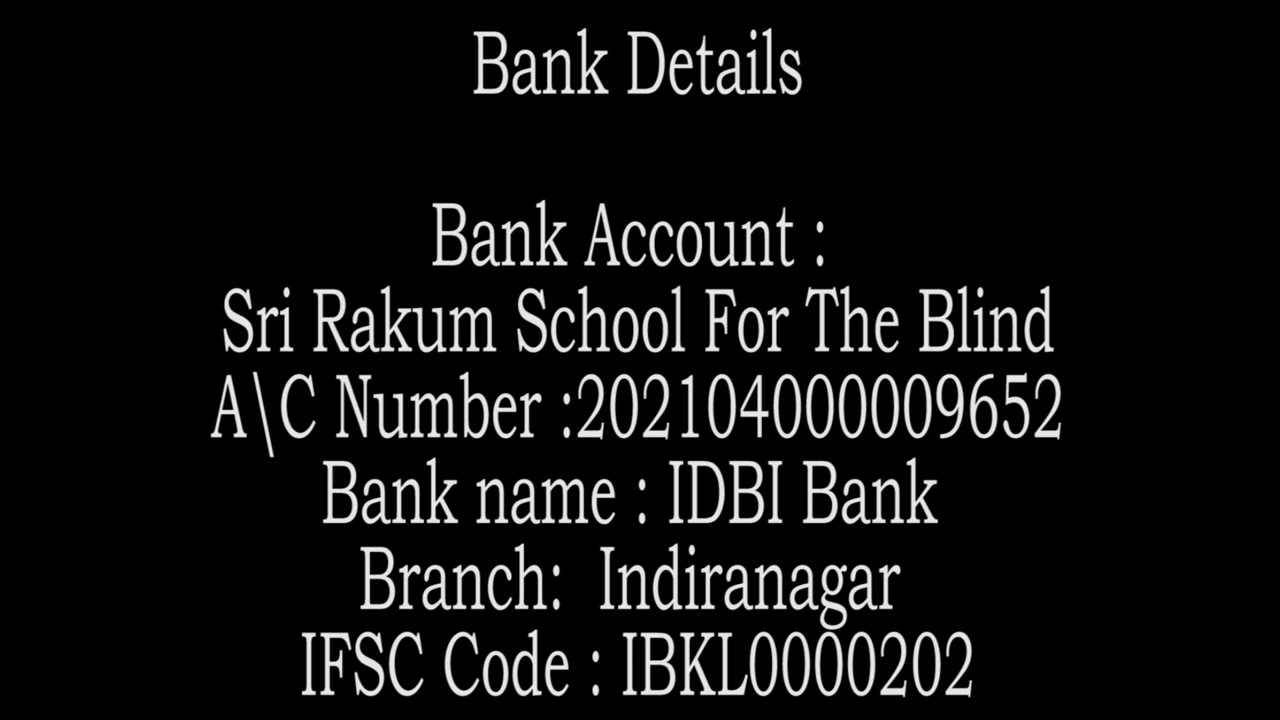 Bank Details
Bank Account :
Sri Rakum School For The Blind
A\C Number :2021040000009652
Bank name : IDBI Bank
Branch: Indiranagar
IFSC Code : IBKL0000202